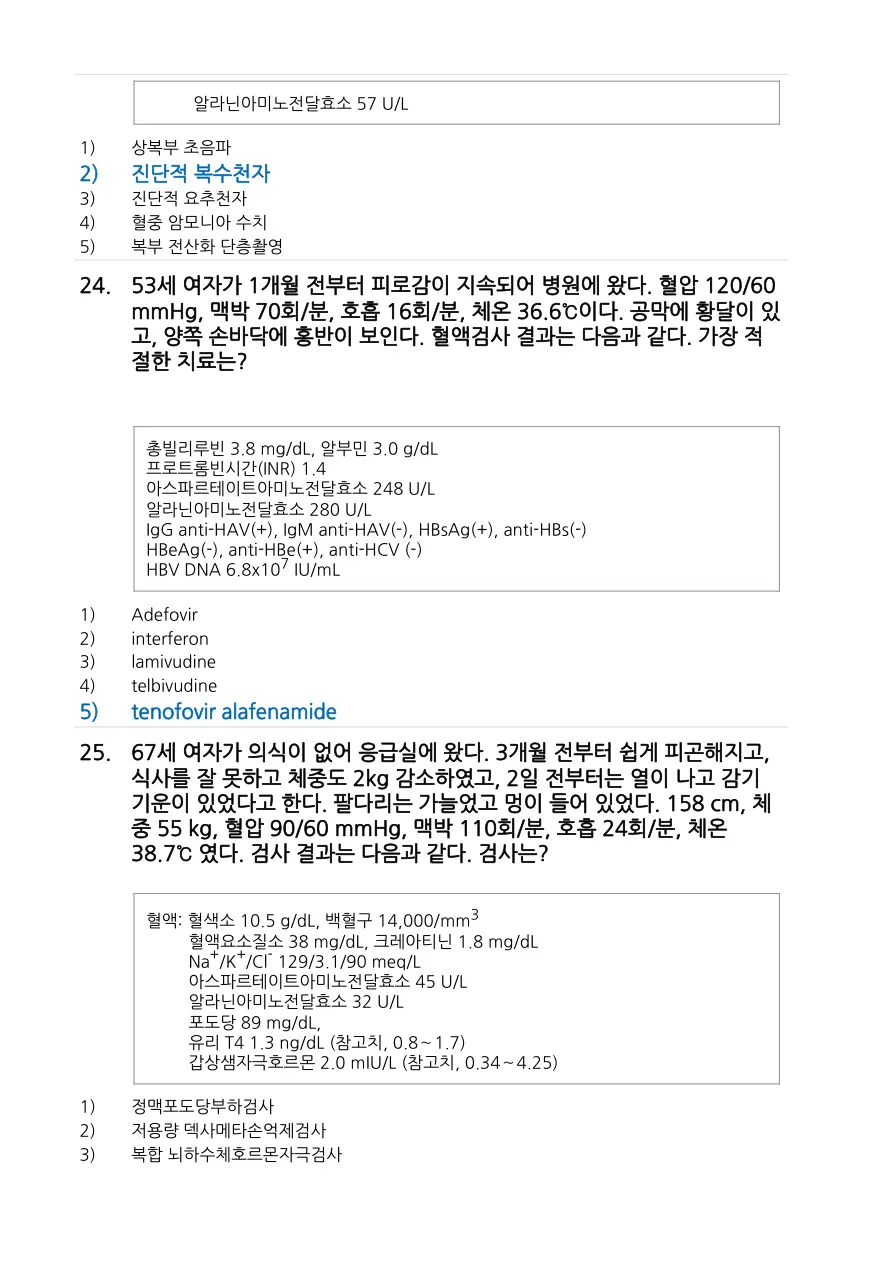 알라닌아미노전달효소 57 U/L
1) 상복부 초음파
2) 진단적 복수천자
3) 진단적 요추천자
4) 혈중 암모니아 수치
5) 복부 전산화 단층촬영
24. 53세 여자가 1개월 전부터 피로감이 지속되어 병원에 왔다. 혈압 120/60
mmHg, 맥박 70회/분, 호흡 16회/분, 체온 36.6℃이다. 공막에 황달이 있
고, 양쪽 손바닥에 홍반이 보인다. 혈액검사 결과는 다음과 같다. 가장 적
절한 치료는?
총빌리루빈 3.8 mg/dL, 알부민 3.0 g/dL
프로트롬빈시간(INR) 1.4
아스파르테이트아미노전달효소 248 U/L
알라닌아미노전달효소 280 U/L
IgG anti-HAV(+), IgM anti-HAV(-), HBsAg(+), anti-HBs(-)
HBeAg(-), anti-HBe(+), anti-HCV (-)
HBV DNA 6.8x10⁷ IU/mL
1) Adefovir
2) interferon
3) lamivudine
4) telbivudine
5) tenofovir alafenamide
25. 67세 여자가 의식이 없어 응급실에 왔다. 3개월 전부터 쉽게 피곤해지고,
식사를 잘 못하고 체중도 2kg 감소하였고, 2일 전부터는 열이 나고 감기
기운이 있었다고 한다. 팔다리는 가늘었고 멍이 들어 있었다. 158 cm, 체
중 55 kg, 혈압 90/60 mmHg, 맥박 110회/분, 호흡 24회/분, 체온
38.7℃ 였다. 검사 결과는 다음과 같다. 검사는?
혈액: 혈색소 10.5 g/dL, 백혈구 14,000/mm³
혈액요소질소 38 mg/dL, 크레아티닌 1.8 mg/dL
Na⁺/K⁺/Cl⁻ 129/3.1/90 meq/L
아스파르테이트아미노전달효소 45 U/L
알라닌아미노전달효소 32 U/L
포도당 89 mg/dL,
유리 T4 1.3 ng/dL (참고치, 0.8～1.7)
갑상샘자극호르몬 2.0 mIU/L (참고치, 0.34～4.25)
1) 정맥포도당부하검사
2) 저용량 덱사메타손억제검사
3) 복합 뇌하수체호르몬자극검사